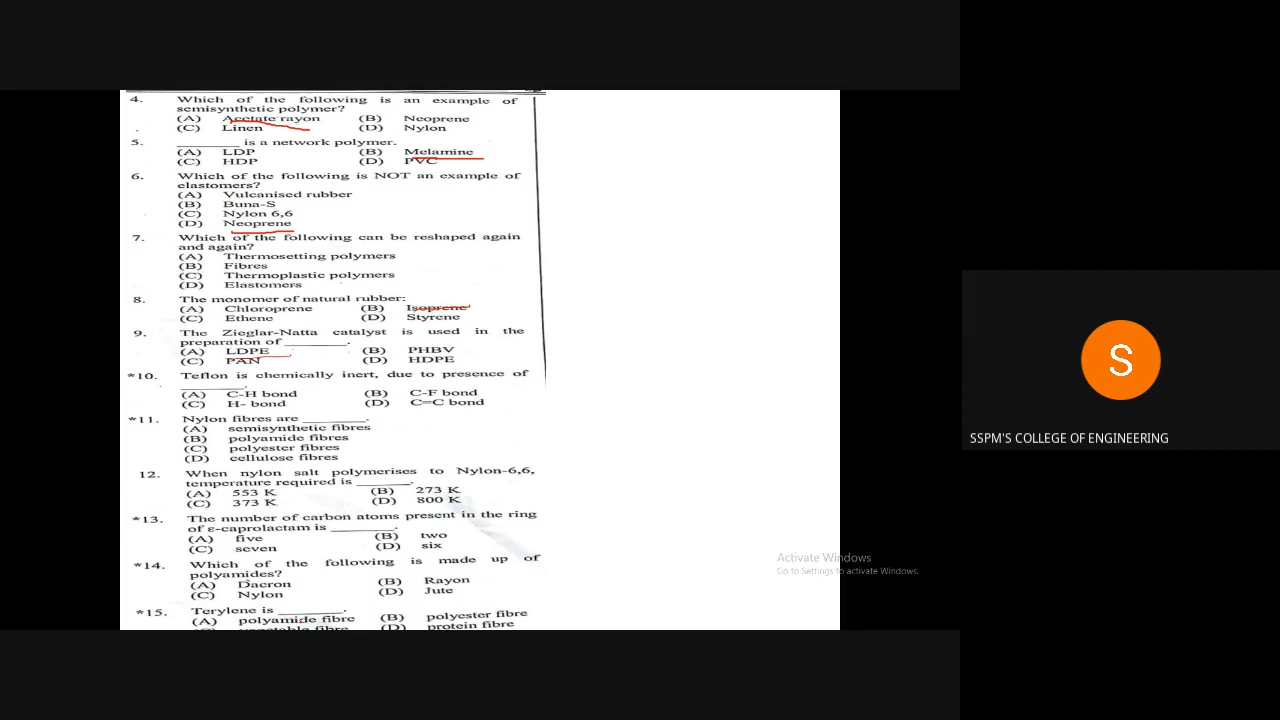 4. Which of the following is an example of
semisynthetic polymer?
(A) Acetate rayon (B) Neoprene
(C) Linen (D) Nylon
5. ________ is a network polymer.
(A) LDP (B) Melamine
(C) HDP (D) PVC
6. Which of the following is NOT an example of
elastomers?
(A) Vulcanised rubber
(B) Buna-S
(C) Nylon 6,6
(D) Neoprene
7. Which of the following can be reshaped again
and again?
(A) Thermosetting polymers
(B) Fibres
(C) Thermoplastic polymers
(D) Elastomers
8. The monomer of natural rubber:
(A) Chloroprene (B) Isoprene
(C) Ethene (D) Styrene
9. The Zieglar-Natta catalyst is used in the
preparation of ________.
(A) LDPE (B) PHBV
(C) PAN (D) HDPE
*10. Teflon is chemically inert, due to presence of
________.
(A) C-H bond (B) C-F bond
(C) H- bond (D) C=C bond
*11. Nylon fibres are ________.
(A) semisynthetic fibres
(B) polyamide fibres
(C) polyester fibres
(D) cellulose fibres
12. When nylon salt polymerises to Nylon-6,6,
temperature required is ________.
(A) 553 K (B) 273 K
(C) 373 K (D) 800 K
*13. The number of carbon atoms present in the ring
of ε-caprolactam is ________.
(A) five (B) two
(C) seven (D) six
*14. Which of the following is made up of
polyamides?
(A) Dacron (B) Rayon
(C) Nylon (D) Jute
*15. Terylene is ________.
(A) polyamide fibre (B) polyester fibre
(C) vegetable fibre (D) protein fibre
S
SSPM'S COLLEGE OF ENGINEERING
Activate Windows
Go to Settings to activate Windows.